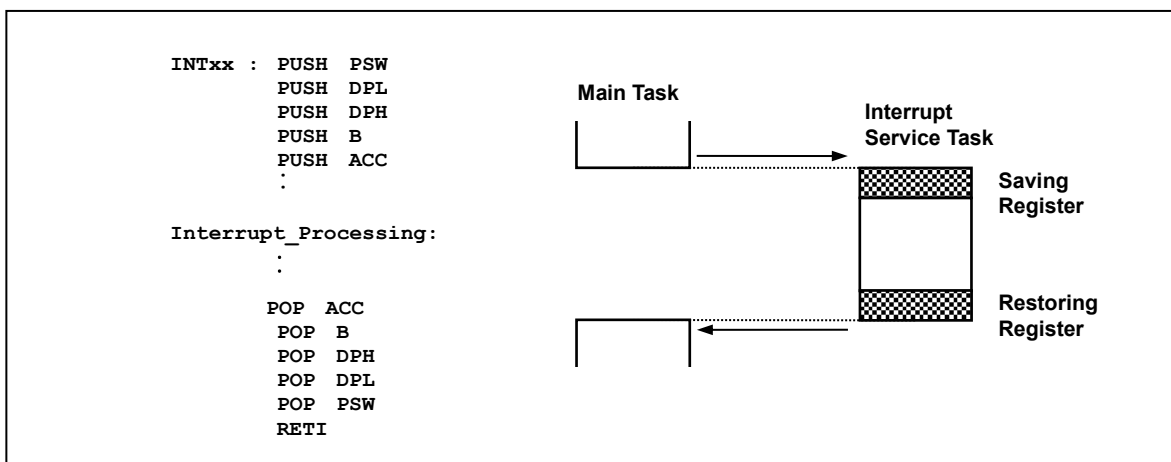 INTxx : PUSH PSW
PUSH DPL
PUSH DPH
PUSH B
PUSH ACC
.
.
Interrupt_Processing:
.
.
POP ACC
POP B
POP DPH
POP DPL
POP PSW
RETI
Main Task
Interrupt
Service Task
Saving
Register
Restoring
Register